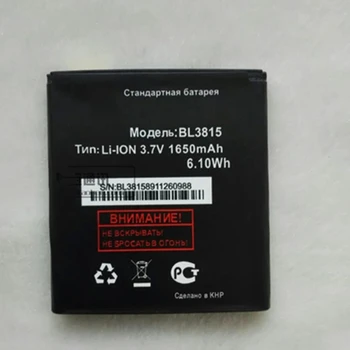 Стандартная батарея
Модель:BL3815
Тип: Li-ION 3.7V 1650mAh
6.10Wh
S/N:BL38158911260988
ВНИМАНИЕ!
НЕ ВСКРЫВАТЬ!
НЕ БРОСАТЬ В ОГОНЬ!
Сделано в КНР